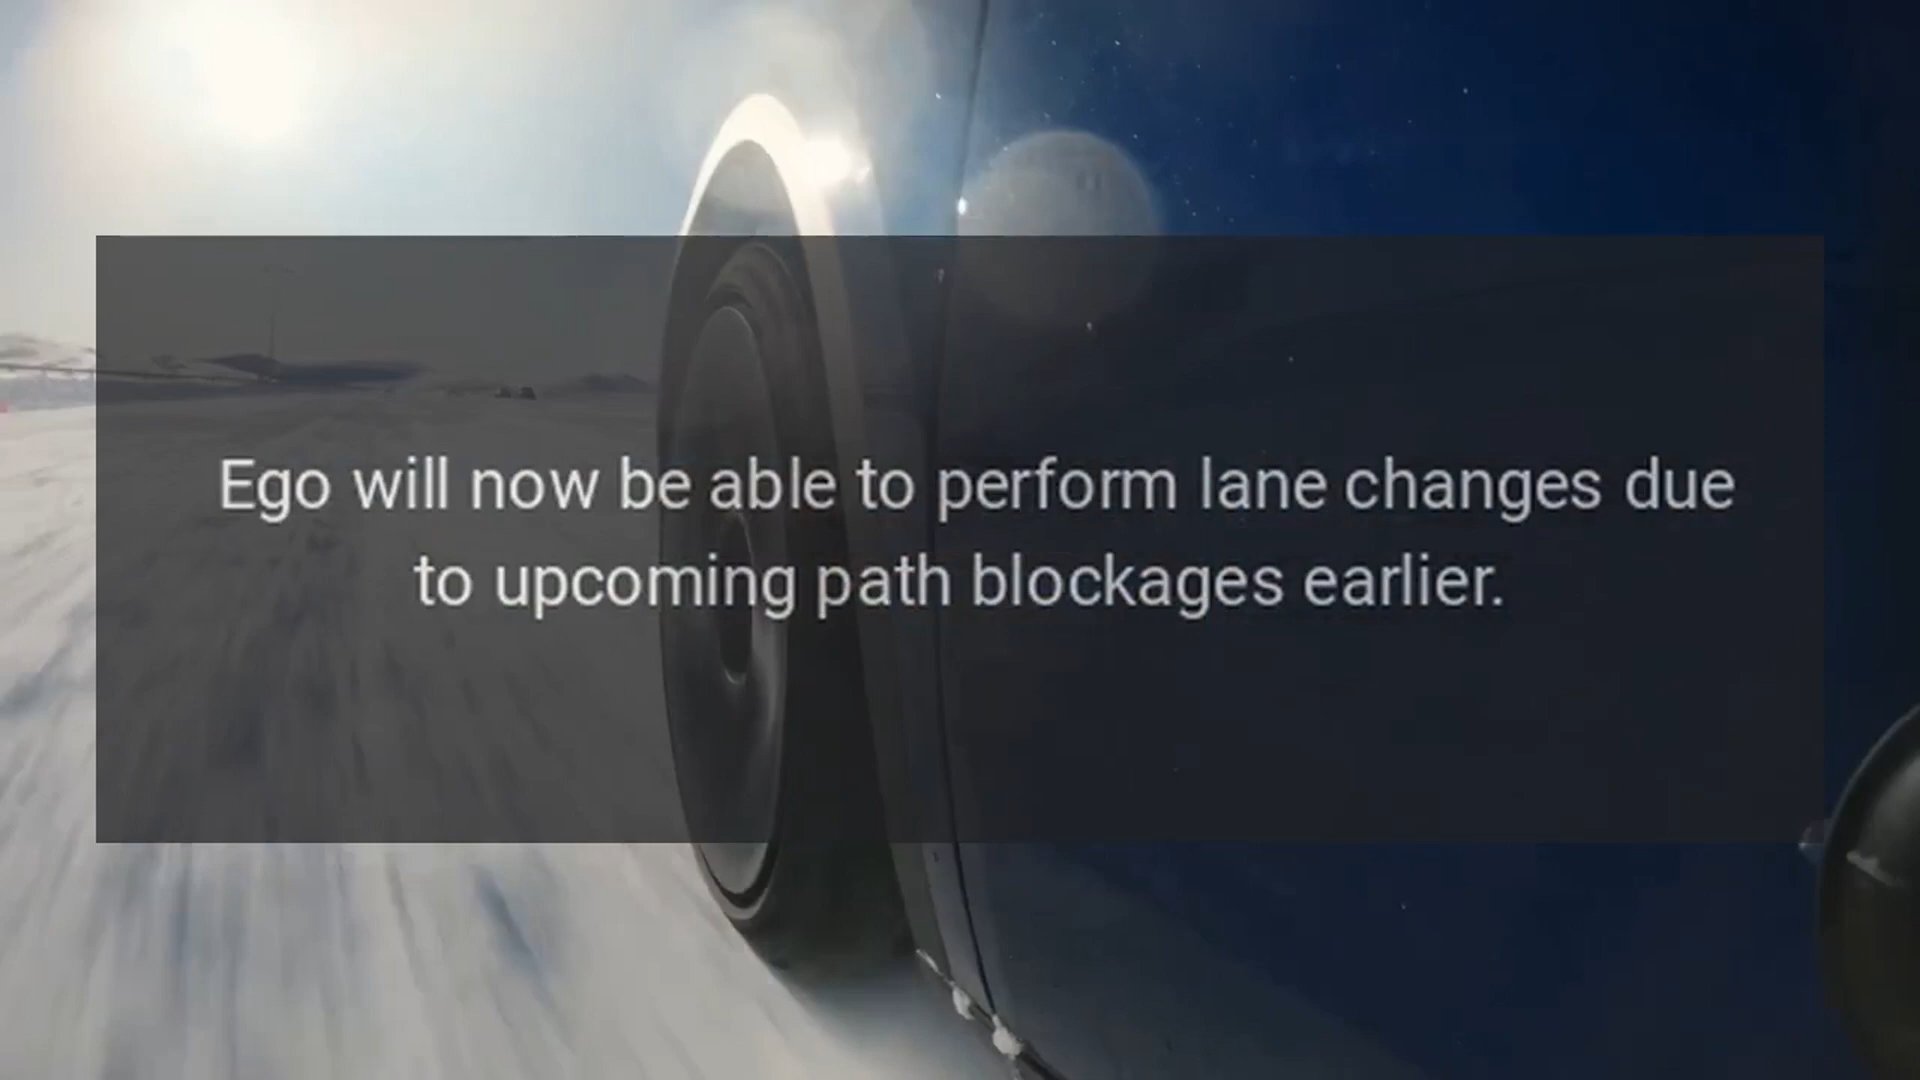 Ego will now be able to perform lane changes due
to upcoming path blockages earlier.